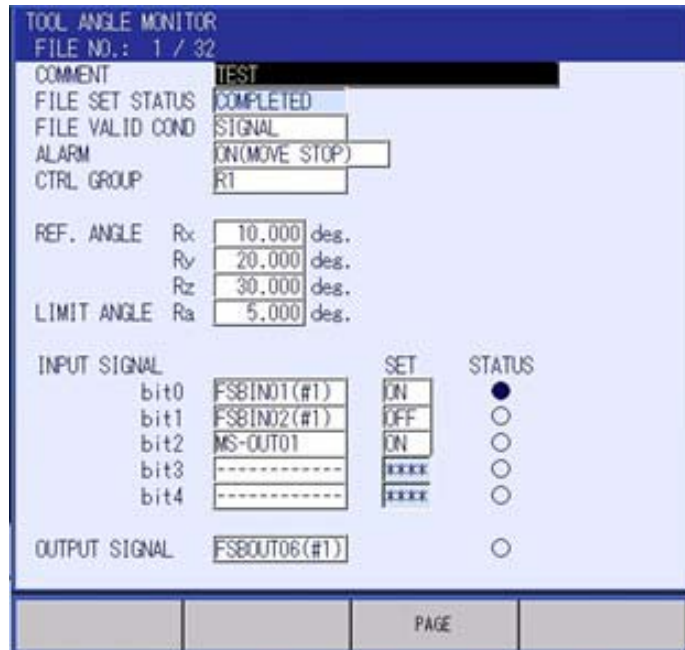 TOOL ANGLE MONITOR
FILE NO.: 1 / 32
COMMENT TEST
FILE SET STATUS COMPLETED
FILE VALID COND SIGNAL
ALARM ON(MOVE STOP)
CTRL GROUP R1
REF. ANGLE Rx 10.000 deg.
Ry 20.000 deg.
Rz 30.000 deg.
LIMIT ANGLE Ra 5.000 deg.
INPUT SIGNAL SET STATUS
bit0 FSBIN01(#1) ON
bit1 FSBIN02(#1) OFF
bit2 MS-OUT01 ON
bit3 ------------ ****
bit4 ------------ ****
OUTPUT SIGNAL FSBOUT06(#1)
PAGE